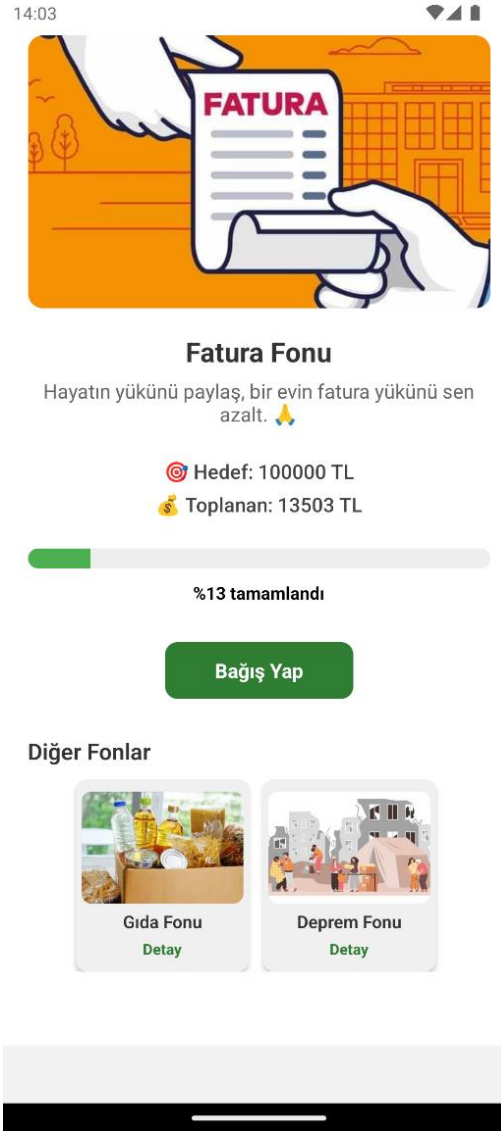 14:03
FATURA
Fatura Fonu
Hayatın yükünü paylaş, bir evin fatura yükünü sen
azalt. 🙏
🎯 Hedef: 100000 TL
💰 Toplanan: 13503 TL
%13 tamamlandı
Bağış Yap
Diğer Fonlar
Gıda Fonu
Deprem Fonu
Detay
Detay